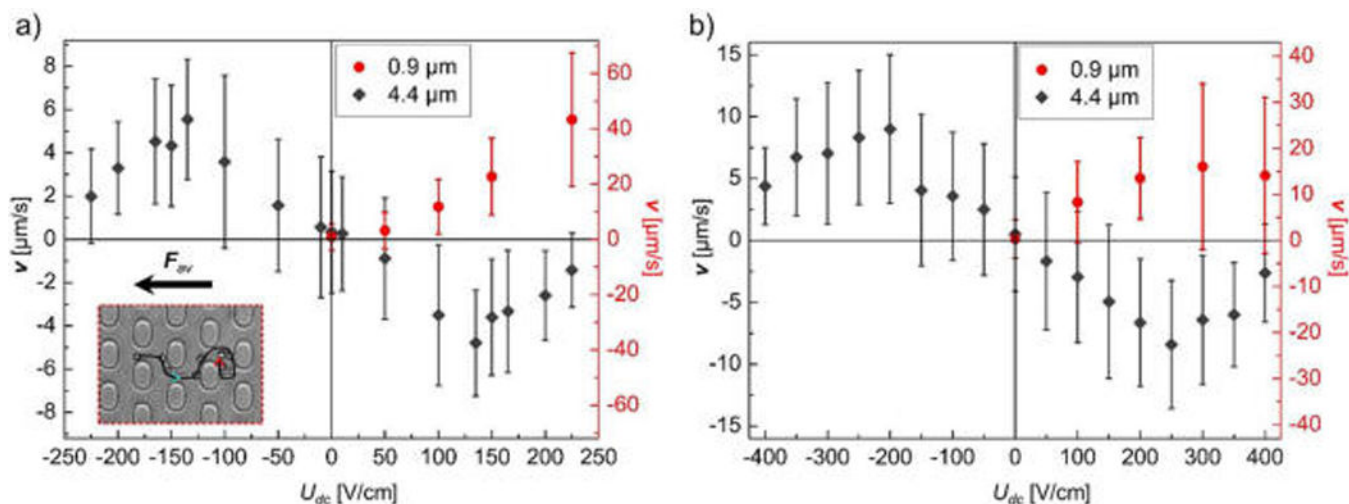 a)
8
6
4
2
0
-2
-4
-6
-8
v [μm/s]
0.9 μm
4.4 μm
60
40
20
0
-20
-40
-60
v [μm/s]
F_av
-250 -200 -150 -100 -50 0 50 100 150 200 250
U_dc [V/cm]
b)
15
10
5
0
-5
-10
-15
v [μm/s]
0.9 μm
4.4 μm
40
30
20
10
0
-10
-20
-30
-40
v [μm/s]
-400 -300 -200 -100 0 100 200 300 400
U_dc [V/cm]